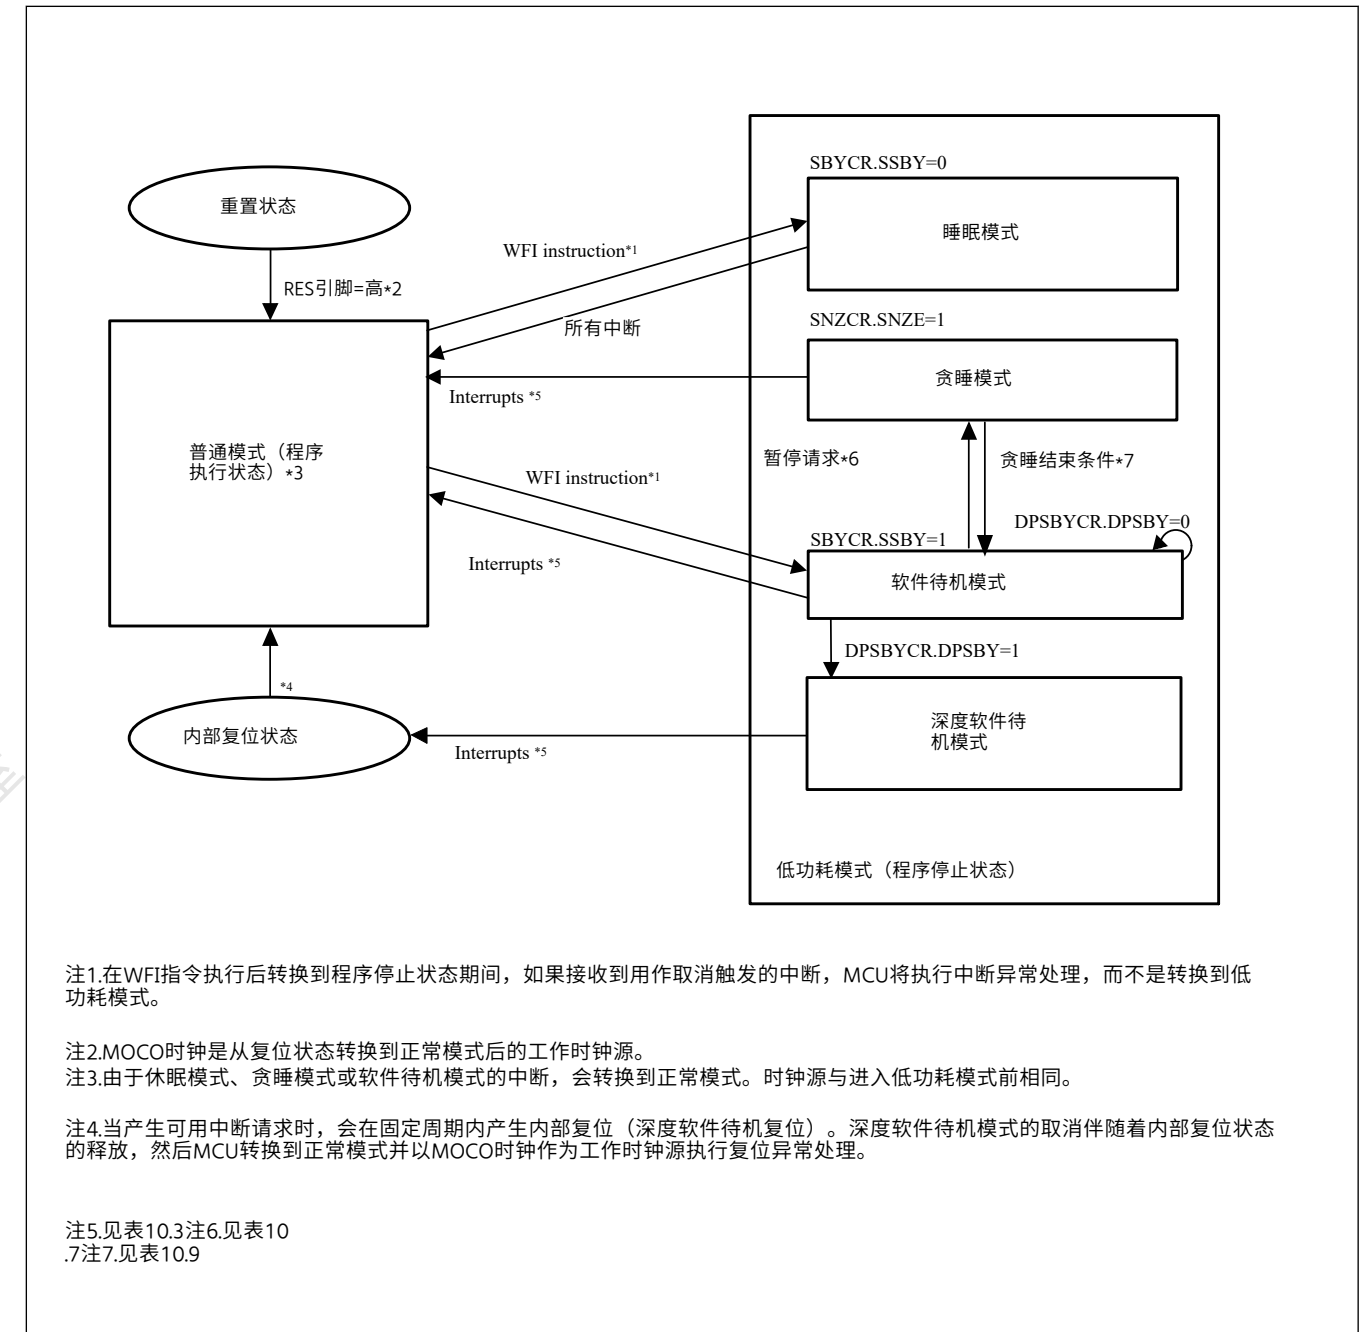 SBYCR.SSBY=0
重置状态
睡眠模式
WFI instruction*1
RES引脚=高*2
所有中断
SNZCR.SNZE=1
贪睡模式
Interrupts *5
普通模式（程序
执行状态）*3
暂停请求*6
贪睡结束条件*7
WFI instruction*1
DPSBYCR.DPSBY=0
SBYCR.SSBY=1
Interrupts *5
软件待机模式
DPSBYCR.DPSBY=1
*4
内部复位状态
深度软件待
机模式
Interrupts *5
低功耗模式（程序停止状态）
注1.在WFI指令执行后转换到程序停止状态期间，如果接收到用作取消触发的中断，MCU将执行中断异常处理，而不是转换到低
功耗模式。
注2.MOCO时钟是从复位状态转换到正常模式后的工作时钟源。
注3.由于休眠模式、贪睡模式或软件待机模式的中断，会转换到正常模式。时钟源与进入低功耗模式前相同。
注4.当产生可用中断请求时，会在固定周期内产生内部复位（深度软件待机复位）。深度软件待机模式的取消伴随着内部复位状态
的释放，然后MCU转换到正常模式并以MOCO时钟作为工作时钟源执行复位异常处理。
注5.见表10.3注6.见表10
.7注7.见表10.9